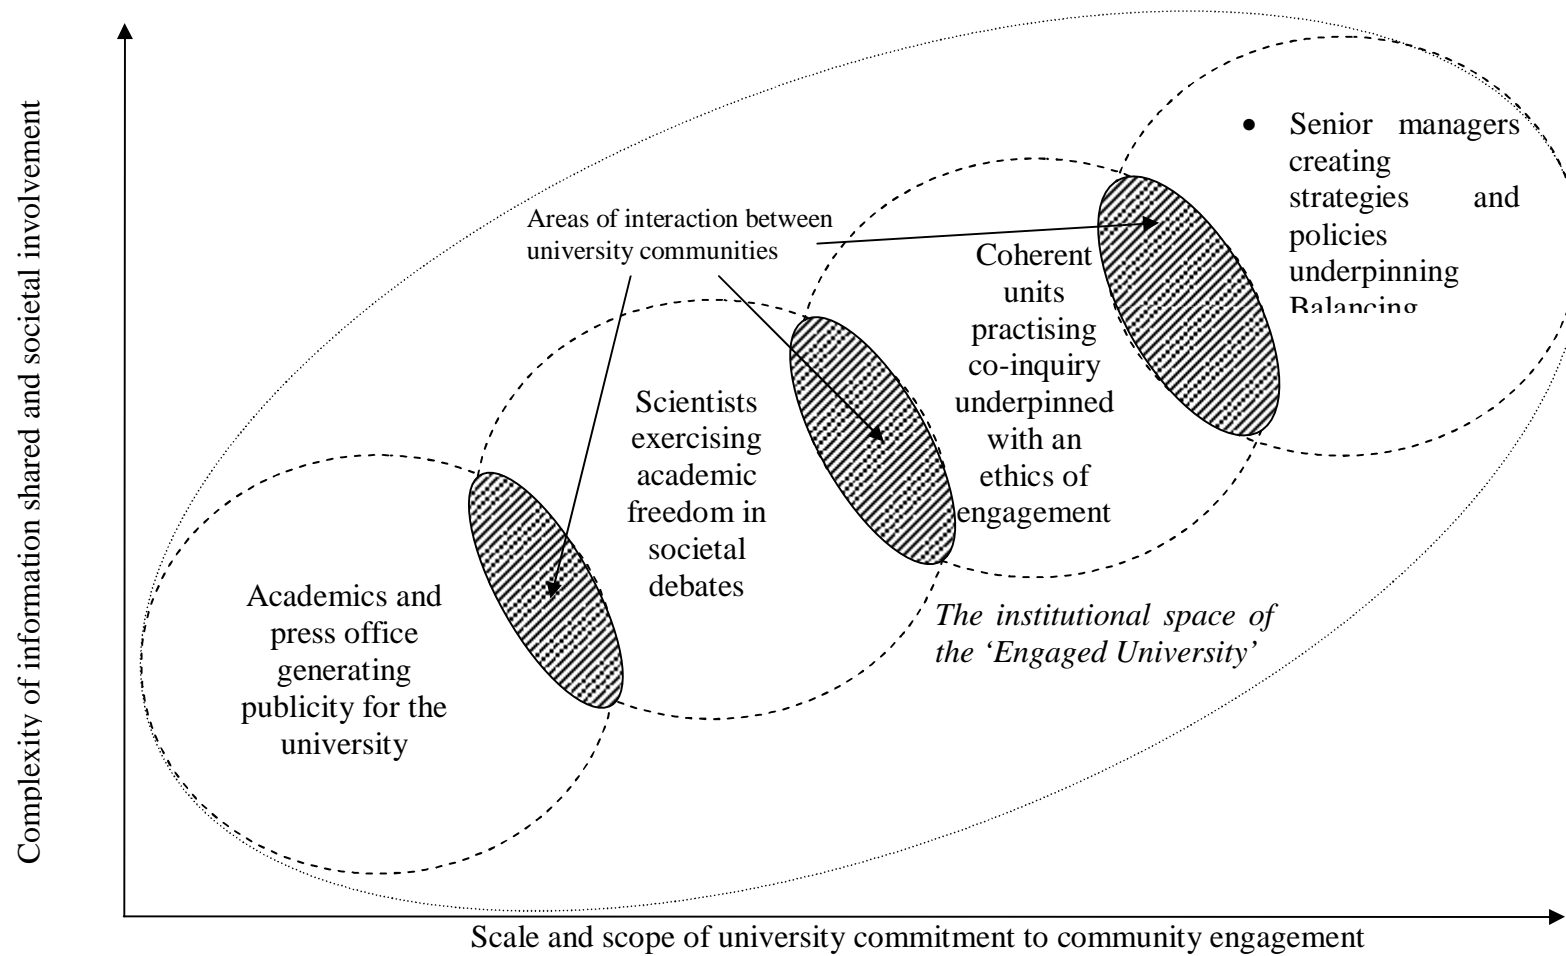 Complexity of information shared and societal involvement
• Senior managers
creating
strategies and
policies
underpinning
Balancing
Areas of interaction between
university communities
Coherent
units
practising
co-inquiry
underpinned
with an
ethics of
engagement
Scientists
exercising
academic
freedom in
societal
debates
Academics and
press office
generating
publicity for the
university
The institutional space of
the ‘Engaged University’
Scale and scope of university commitment to community engagement